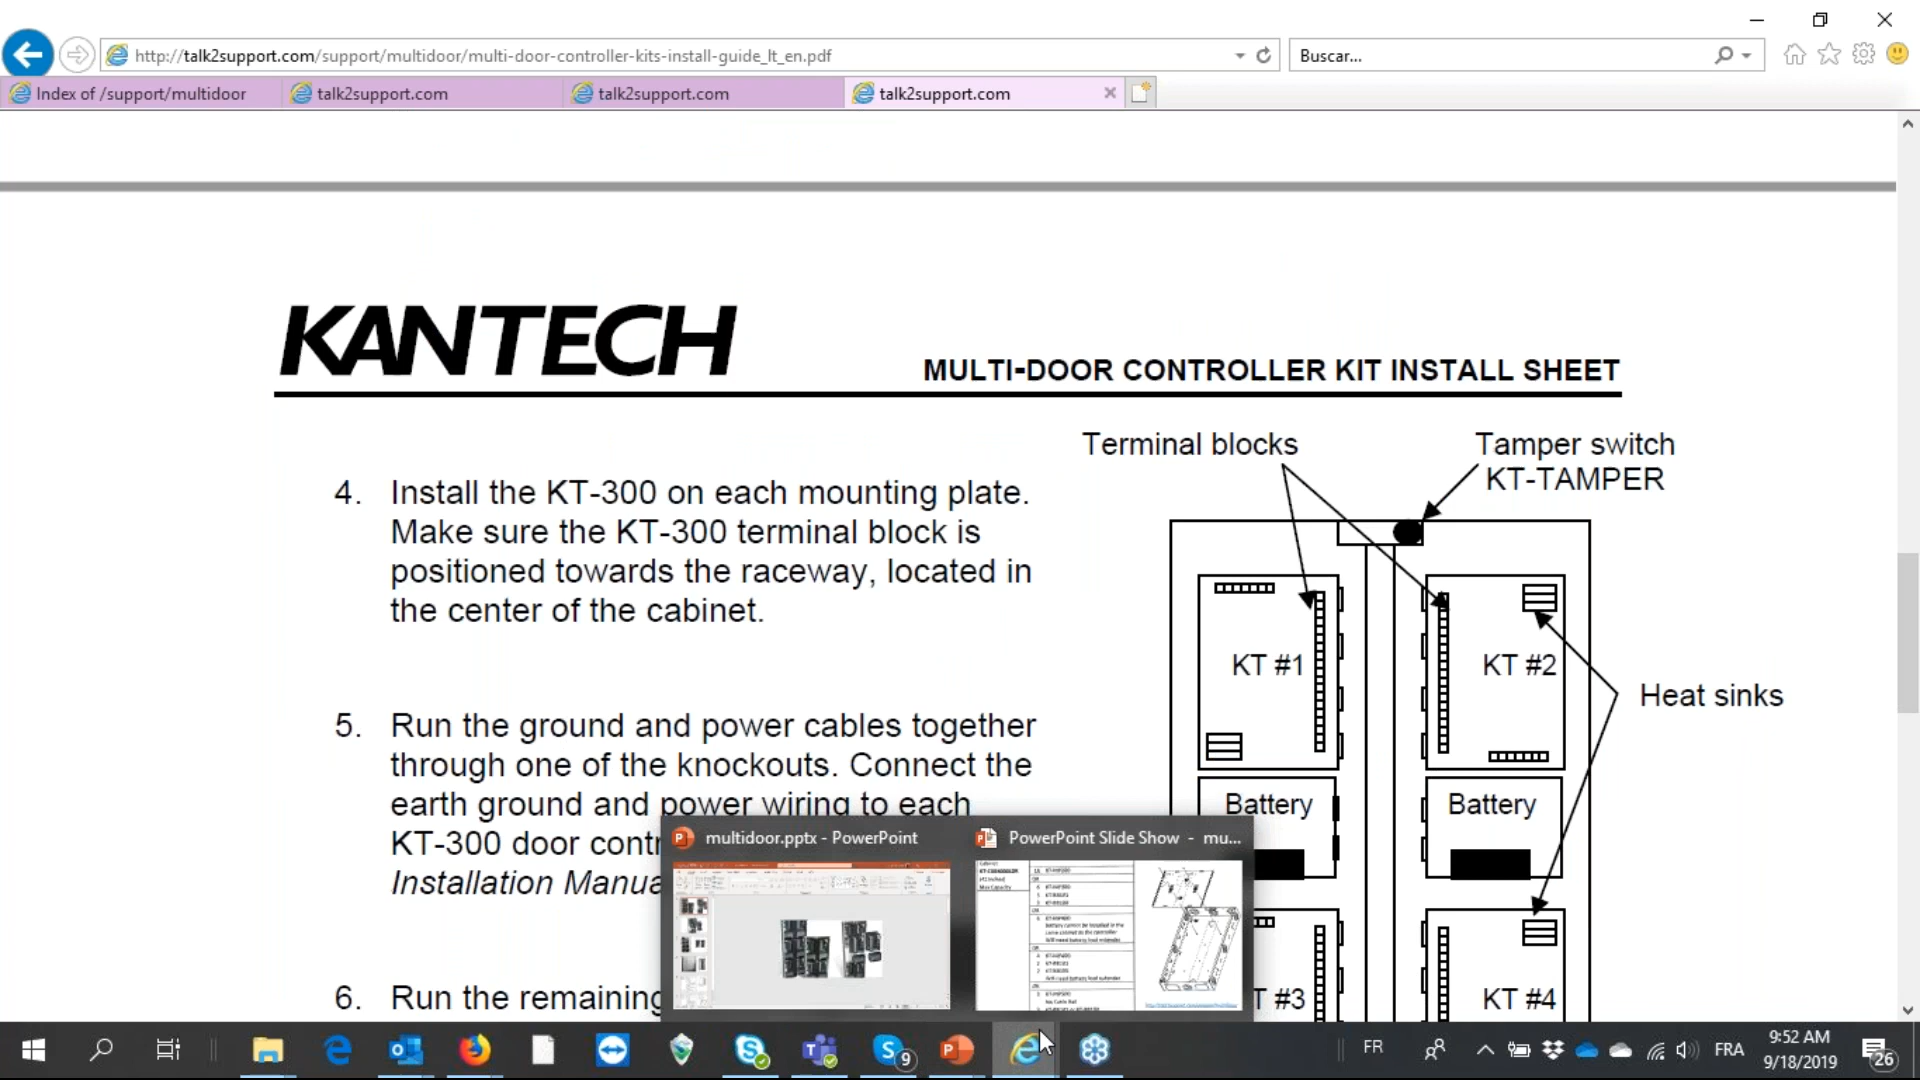 http://talk2support.com/support/multidoor/multi-door-controller-kits-install-guide_lt_en.pdf
Buscar...
Index of /support/multidoor
talk2support.com
talk2support.com
talk2support.com
KANTECH
MULTI-DOOR CONTROLLER KIT INSTALL SHEET
Terminal blocks
Tamper switch
KT-TAMPER
4. Install the KT-300 on each mounting plate.
Make sure the KT-300 terminal block is
positioned towards the raceway, located in
the center of the cabinet.
KT #1
KT #2
Heat sinks
5. Run the ground and power cables together
through one of the knockouts. Connect the
earth ground and power wiring to each
KT-300 door contr
Installation Manua
Battery
Battery
multidoor.pptx - PowerPoint
PowerPoint Slide Show - mu...
6. Run the remaining
T #3
KT #4
9
FR
FRA
9:52 AM
9/18/2019
26